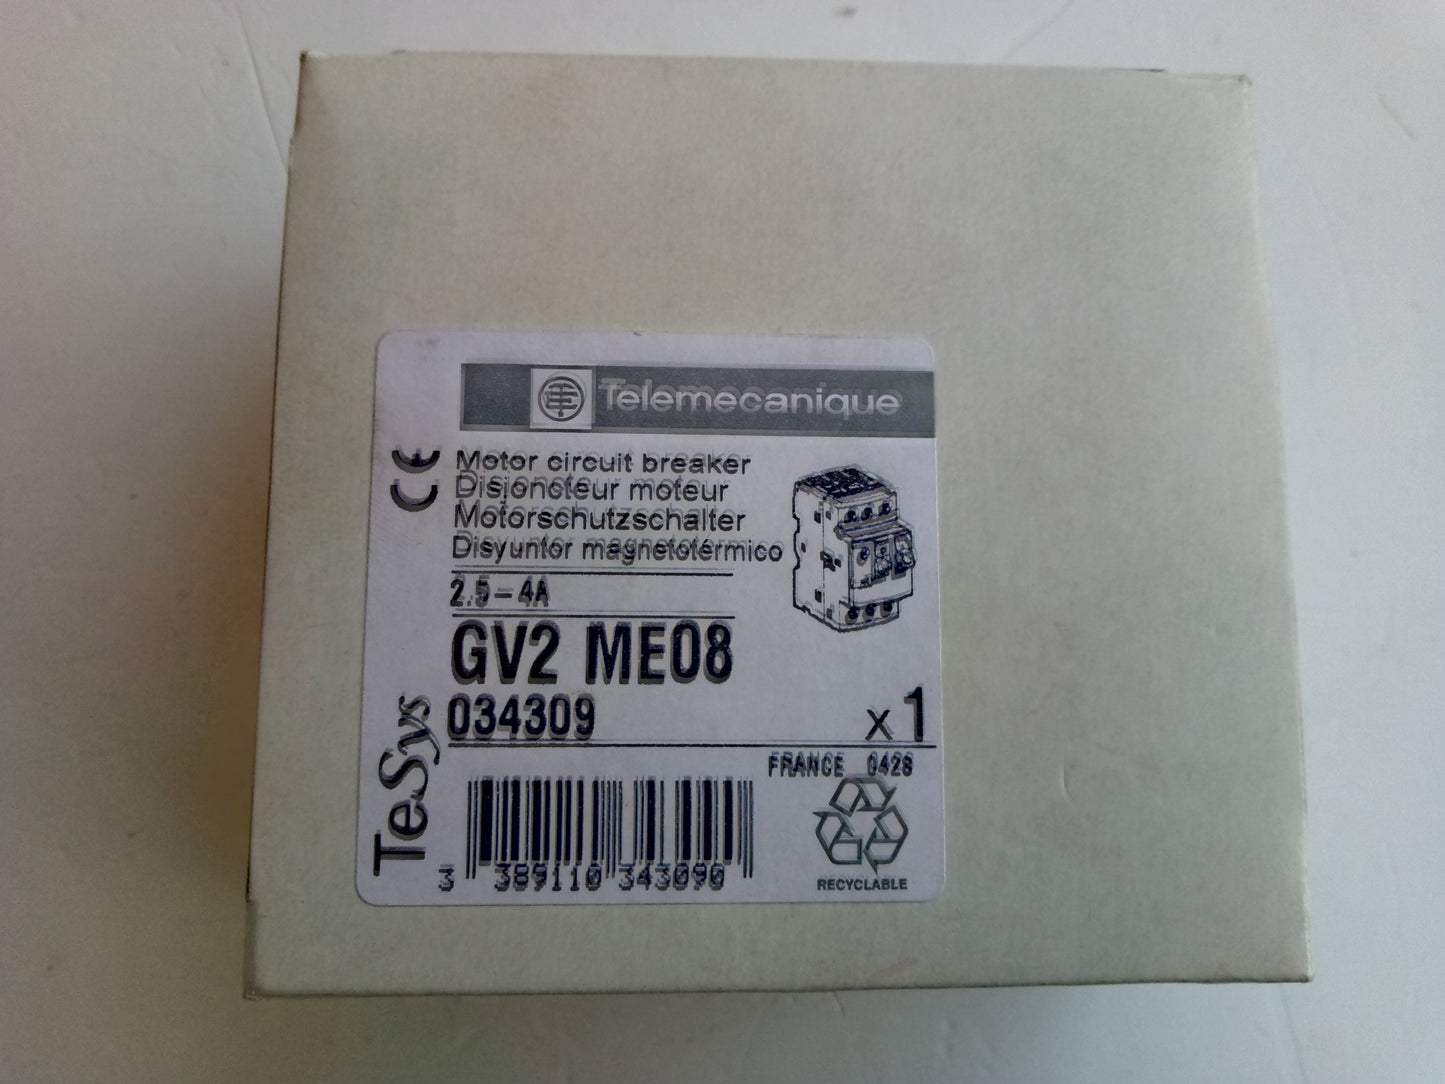 Telemecanique
CE
Motor circuit breaker
Disjoncteur moteur
Motorschutzschalter
Disyuntor magnetotérmico
2.5-4A
GV2 ME08
034309
x1
TeSys
FRANCE 0428
3 389110 343090
RECYCLABLE